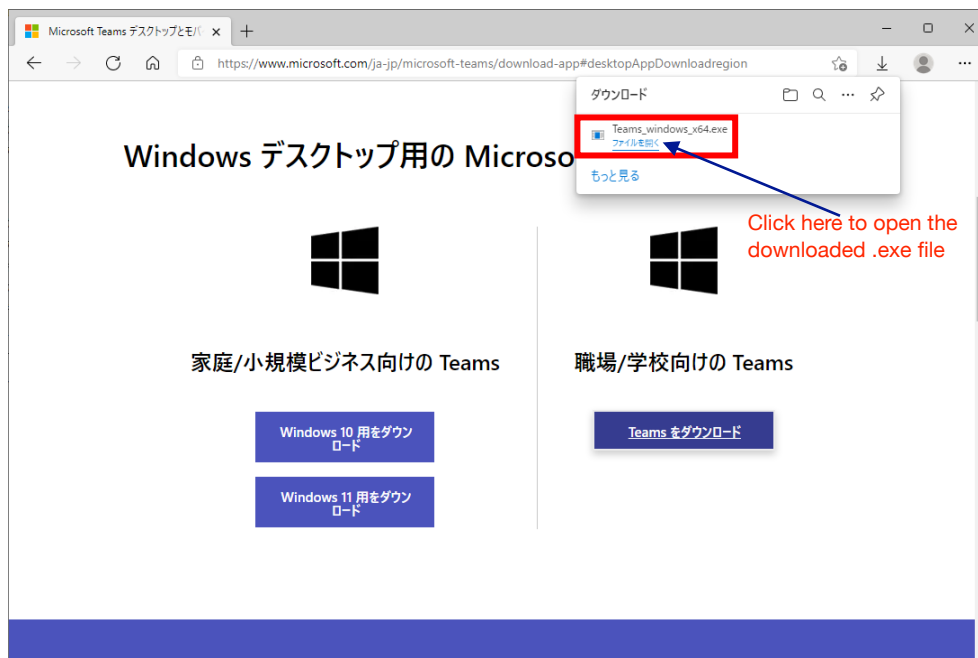 Microsoft Teams デスクトップとモバ
https://www.microsoft.com/ja-jp/microsoft-teams/download-app#desktopAppDownloadregion
ダウンロード
Teams_windows_x64.exe
ファイルを開く
もっと見る
Windows デスクトップ用の Microso
Click here to open the
downloaded .exe file
家庭/小規模ビジネス向けの Teams
職場/学校向けの Teams
Windows 10 用をダウン
ロード
Teams をダウンロード
Windows 11 用をダウン
ロード